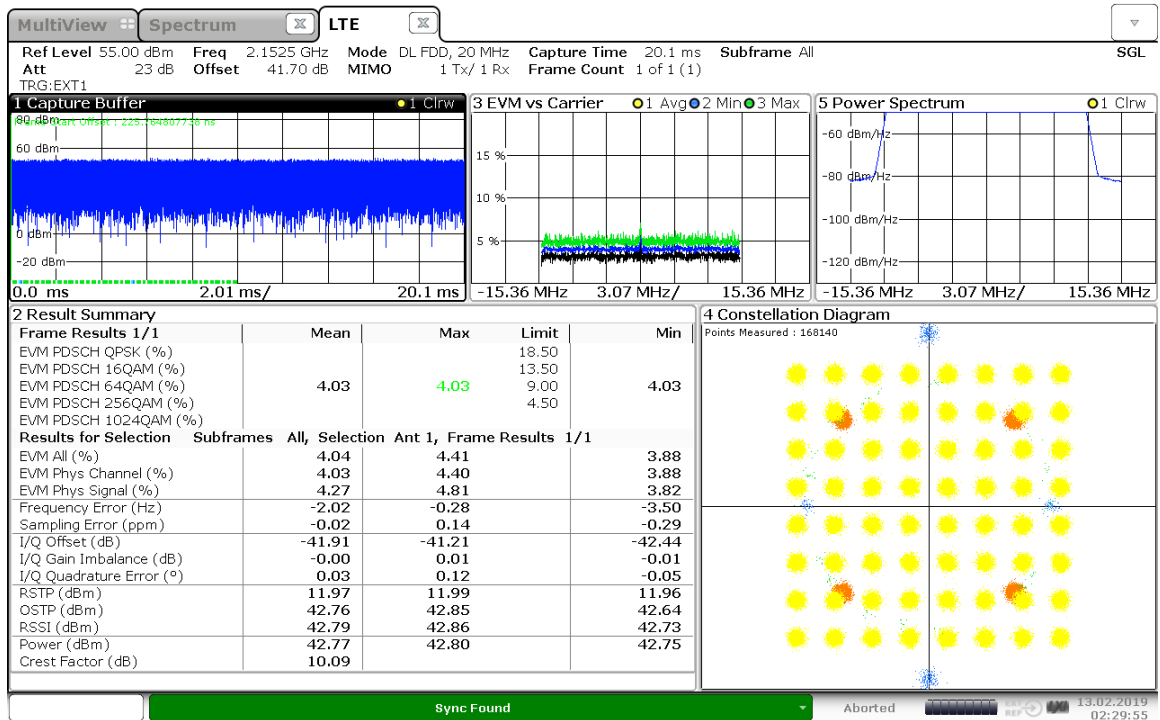 MultiView Spectrum LTE
Ref Level 55.00 dBm Freq 2.1525 GHz Mode DL FDD, 20 MHz Capture Time 20.1 ms Subframe All SGL
Att 23 dB Offset 41.70 dB MIMO 1 Tx/ 1 Rx Frame Count 1 of 1 (1)
TRG:EXT1
1 Capture Buffer 1 Clrw
80 dBm
60 dBm
0 dBm
-20 dBm
0.0 ms 2.01 ms/ 20.1 ms
3 EVM vs Carrier 1 Avg 2 Min 3 Max
15 %
10 %
5 %
-15.36 MHz 3.07 MHz/ 15.36 MHz
5 Power Spectrum 1 Clrw
-60 dBm/Hz
-80 dBm/Hz
-100 dBm/Hz
-120 dBm/Hz
-15.36 MHz 3.07 MHz/ 15.36 MHz
2 Result Summary
Frame Results 1/1 Mean Max Limit Min
EVM PDSCH QPSK (%) 18.50
EVM PDSCH 16QAM (%) 13.50
EVM PDSCH 64QAM (%) 4.03 4.03 9.00 4.03
EVM PDSCH 256QAM (%) 4.50
EVM PDSCH 1024QAM (%)
Results for Selection Subframes All, Selection Ant 1, Frame Results 1/1
EVM All (%) 4.04 4.41 3.88
EVM Phys Channel (%) 4.03 4.40 3.88
EVM Phys Signal (%) 4.27 4.81 3.82
Frequency Error (Hz) -2.02 -0.28 -3.50
Sampling Error (ppm) -0.02 0.14 -0.29
I/Q Offset (dB) -41.91 -41.21 -42.44
I/Q Gain Imbalance (dB) -0.00 0.01 -0.01
I/Q Quadrature Error (°) 0.03 0.12 -0.05
RSTP (dBm) 11.97 11.99 11.96
OSTP (dBm) 42.76 42.85 42.64
RSSI (dBm) 42.79 42.86 42.73
Power (dBm) 42.77 42.80 42.75
Crest Factor (dB) 10.09
4 Constellation Diagram
Points Measured : 168140
Sync Found
Aborted
13.02.2019
02:29:55